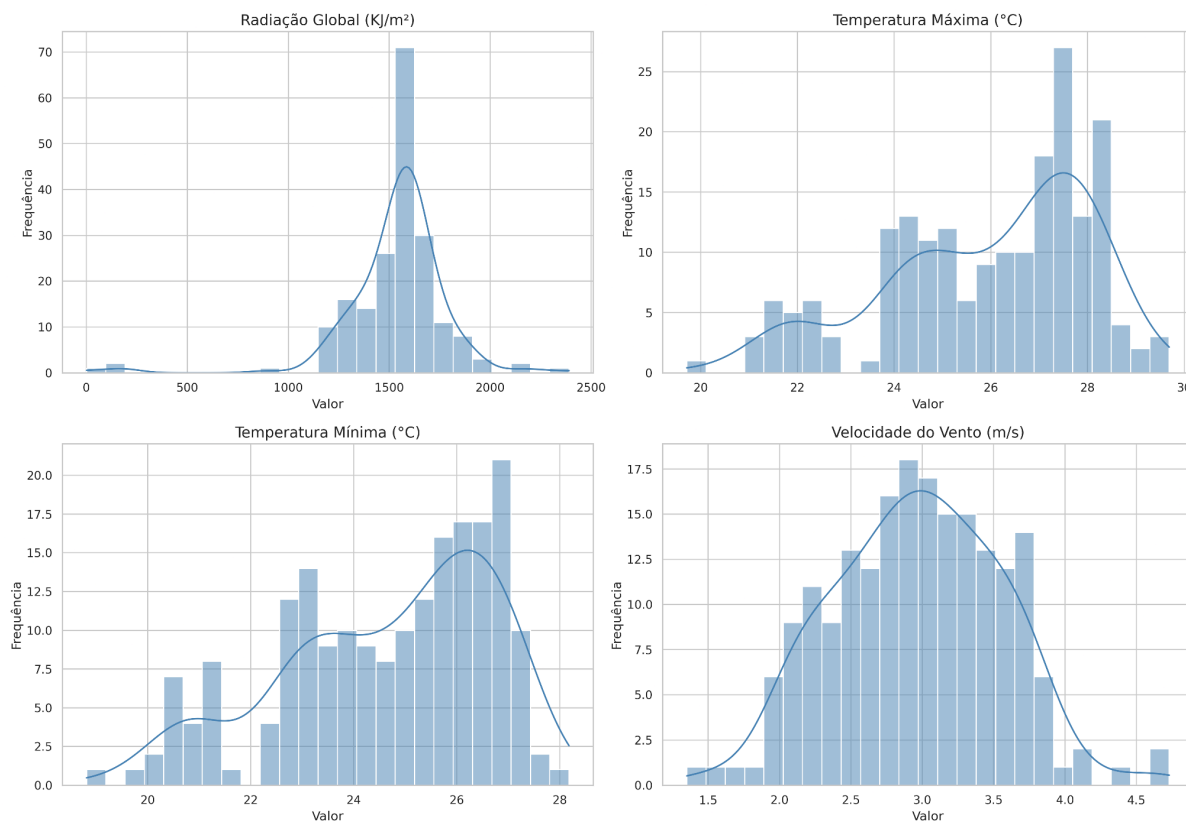 Radiação Global (KJ/m²)
70
60
50
40
30
20
10
0
Frequência
0 500 1000 1500 2000 2500
Valor
Temperatura Máxima (°C)
25
20
15
10
5
0
Frequência
20 22 24 26 28 30
Valor
Temperatura Mínima (°C)
20.0
17.5
15.0
12.5
10.0
7.5
5.0
2.5
0.0
Frequência
20 22 24 26 28
Valor
Velocidade do Vento (m/s)
17.5
15.0
12.5
10.0
7.5
5.0
2.5
0.0
Frequência
1.5 2.0 2.5 3.0 3.5 4.0 4.5
Valor